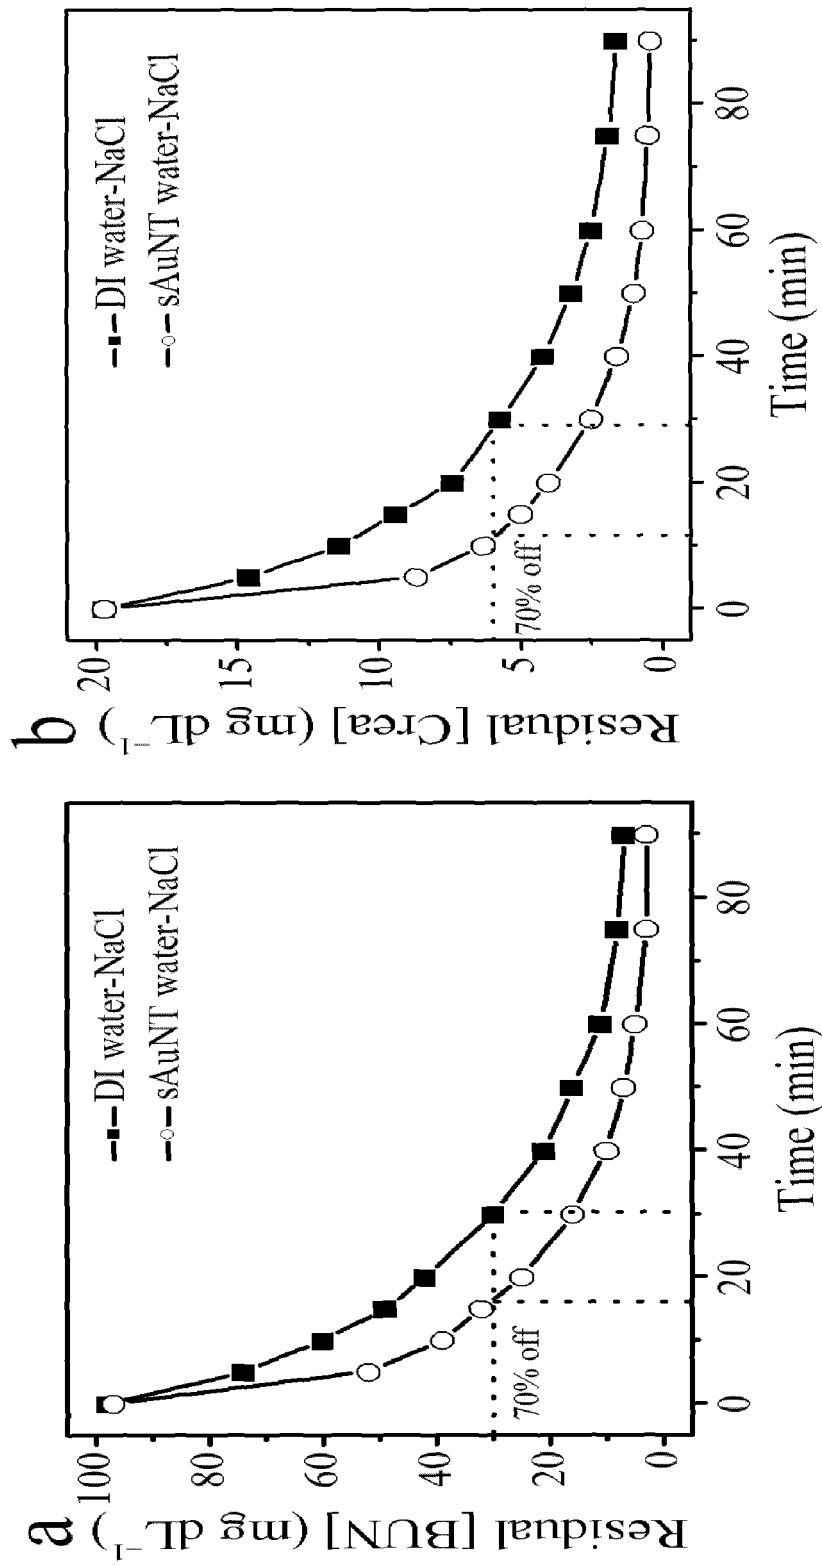 a
Residual [BUN] (mg dL⁻¹)
100
80
60
40
20
0
DI water-NaCl
sAuNT water-NaCl
70% off
0
20
40
60
80
Time (min)
b
Residual [Crea] (mg dL⁻¹)
20
15
10
5
0
DI water-NaCl
sAuNT water-NaCl
70% off
0
20
40
60
80
Time (min)